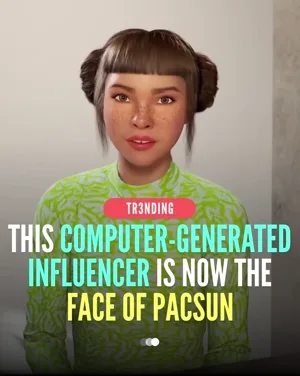 TR3NDING
THIS COMPUTER-GENERATED
INFLUENCER IS NOW THE
FACE OF PACSUN